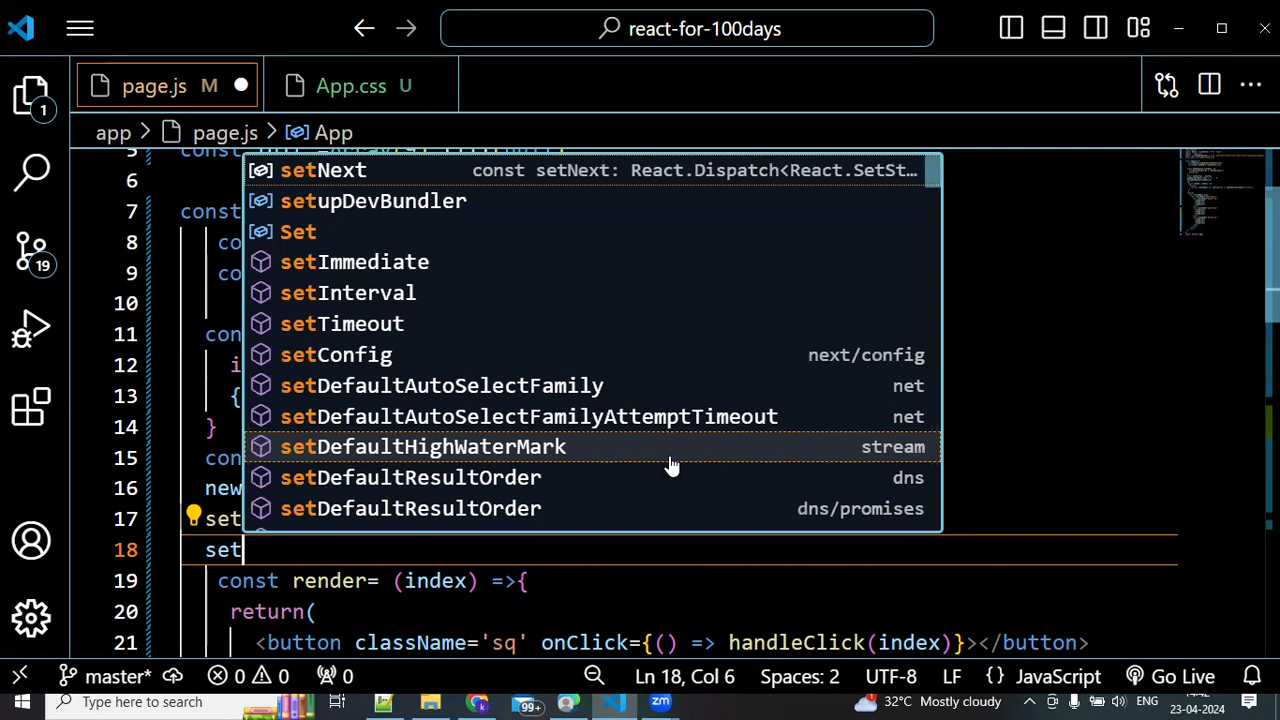 react-for-100days
page.js M
App.css U
app > page.js > App
1
19
5
6
7 const
8 co
9 co
10
11 con
12 i
13 {
14 }
15 con
16 new
17 set
18 set
19 const render= (index) =>{
20 return(
21 <button className='sq' onClick={() => handleClick(index)}></button>
setNext const setNext: React.Dispatch<React.SetSt…
setupDevBundler
Set
setImmediate
setInterval
setTimeout
setConfig next/config
setDefaultAutoSelectFamily net
setDefaultAutoSelectFamilyAttemptTimeout net
setDefaultHighWaterMark stream
setDefaultResultOrder dns
setDefaultResultOrder dns/promises
master* 0 0 0 Ln 18, Col 6 Spaces: 2 UTF-8 LF {} JavaScript Go Live
Type here to search 99+ zm 32°C Mostly cloudy ENG
23-04-2024